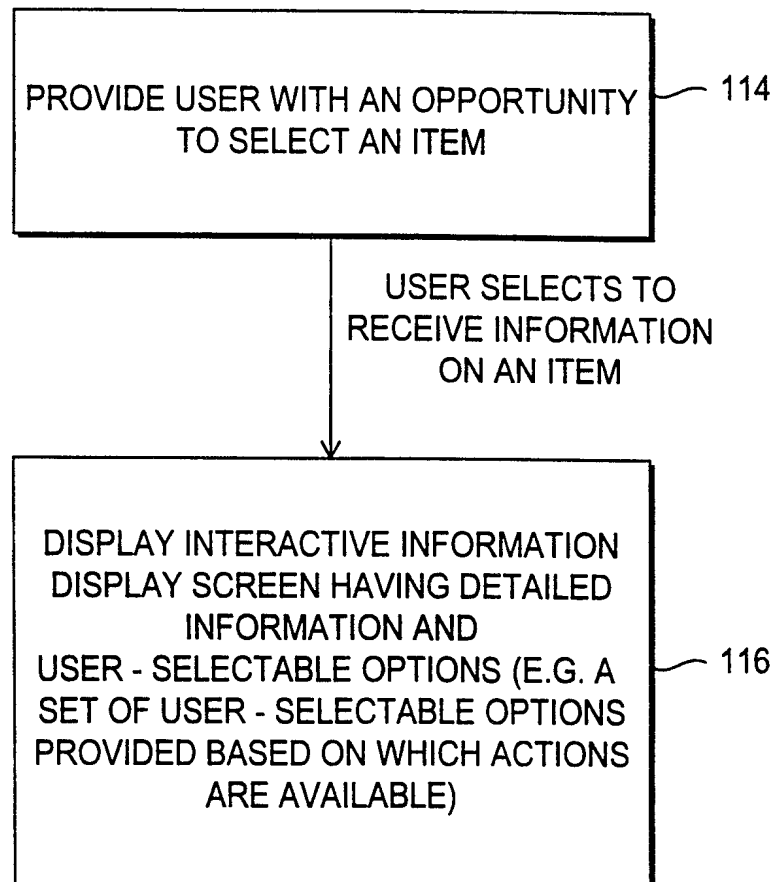 PROVIDE USER WITH AN OPPORTUNITY
TO SELECT AN ITEM
114
USER SELECTS TO
RECEIVE INFORMATION
ON AN ITEM
DISPLAY INTERACTIVE INFORMATION
DISPLAY SCREEN HAVING DETAILED
INFORMATION AND
USER - SELECTABLE OPTIONS (E.G. A
SET OF USER - SELECTABLE OPTIONS
PROVIDED BASED ON WHICH ACTIONS
ARE AVAILABLE)
116